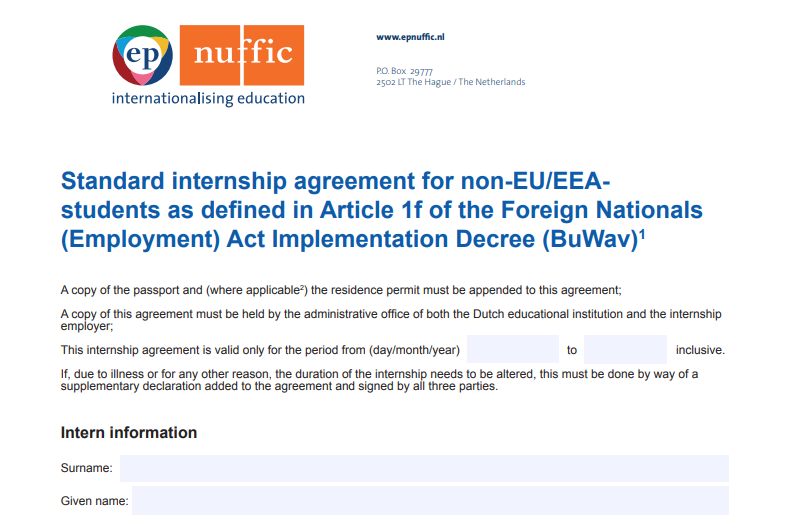 ep nuffic
internationalising education
www.epnuffic.nl
P.O. Box 29777
2502 LT The Hague / The Netherlands
Standard internship agreement for non-EU/EEA-
students as defined in Article 1f of the Foreign Nationals
(Employment) Act Implementation Decree (BuWav)¹
A copy of the passport and (where applicable²) the residence permit must be appended to this agreement;
A copy of this agreement must be held by the administrative office of both the Dutch educational institution and the internship
employer;
This internship agreement is valid only for the period from (day/month/year) to inclusive.
If, due to illness or for any other reason, the duration of the internship needs to be altered, this must be done by way of a
supplementary declaration added to the agreement and signed by all three parties.
Intern information
Surname:
Given name: